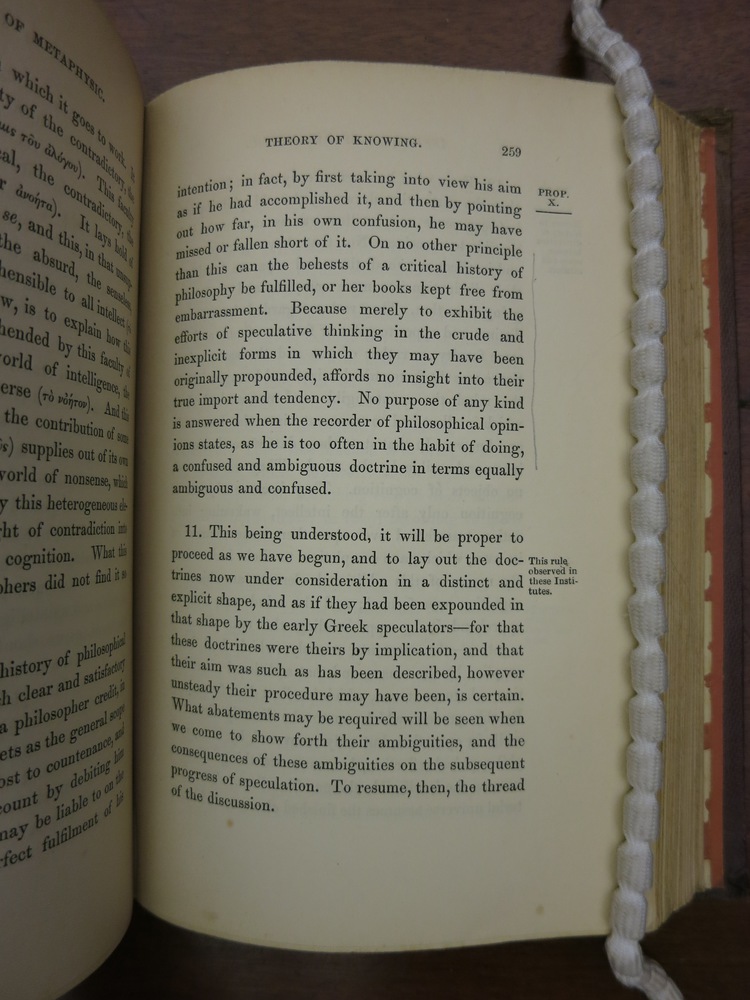 OF METAPHYSIC.
which it goes to work. It
ty of the contradictory, the
τοῦ ἀλόγου). This faculty
al, the contradictory, the
r ἀνοήτα). It lays hold of
se, and this, in that unrecog-
the absurd, the senseless,
hensible to all intellect
w, is to explain how this
hended by this faculty of
world of intelligence, the
erse (τὸ νόητον). And this
the contribution of some
) supplies out of its own
world of nonsense, which
y this heterogeneous ele-
ht of contradiction into
cognition. What this
phers did not find it so
history of philosophical
h clear and satisfactory
a philosopher credit, in
ets as the general scope
ost to countenance, and
count by debiting him
may be liable to on the
rfect fulfilment of his
THEORY OF KNOWING. 259
intention; in fact, by first taking into view his aim
as if he had accomplished it, and then by pointing
out how far, in his own confusion, he may have
missed or fallen short of it. On no other principle
than this can the behests of a critical history of
philosophy be fulfilled, or her books kept free from
embarrassment. Because merely to exhibit the
efforts of speculative thinking in the crude and
inexplicit forms in which they may have been
originally propounded, affords no insight into their
true import and tendency. No purpose of any kind
is answered when the recorder of philosophical opin-
ions states, as he is too often in the habit of doing,
a confused and ambiguous doctrine in terms equally
ambiguous and confused.
PROP.
X.
11. This being understood, it will be proper to
proceed as we have begun, and to lay out the doc-
trines now under consideration in a distinct and
explicit shape, and as if they had been expounded in
that shape by the early Greek speculators—for that
these doctrines were theirs by implication, and that
their aim was such as has been described, however
unsteady their procedure may have been, is certain.
What abatements may be required will be seen when
we come to show forth their ambiguities, and the
consequences of these ambiguities on the subsequent
progress of speculation. To resume, then, the thread
of the discussion.
This rule
observed in
these Insti-
tutes.